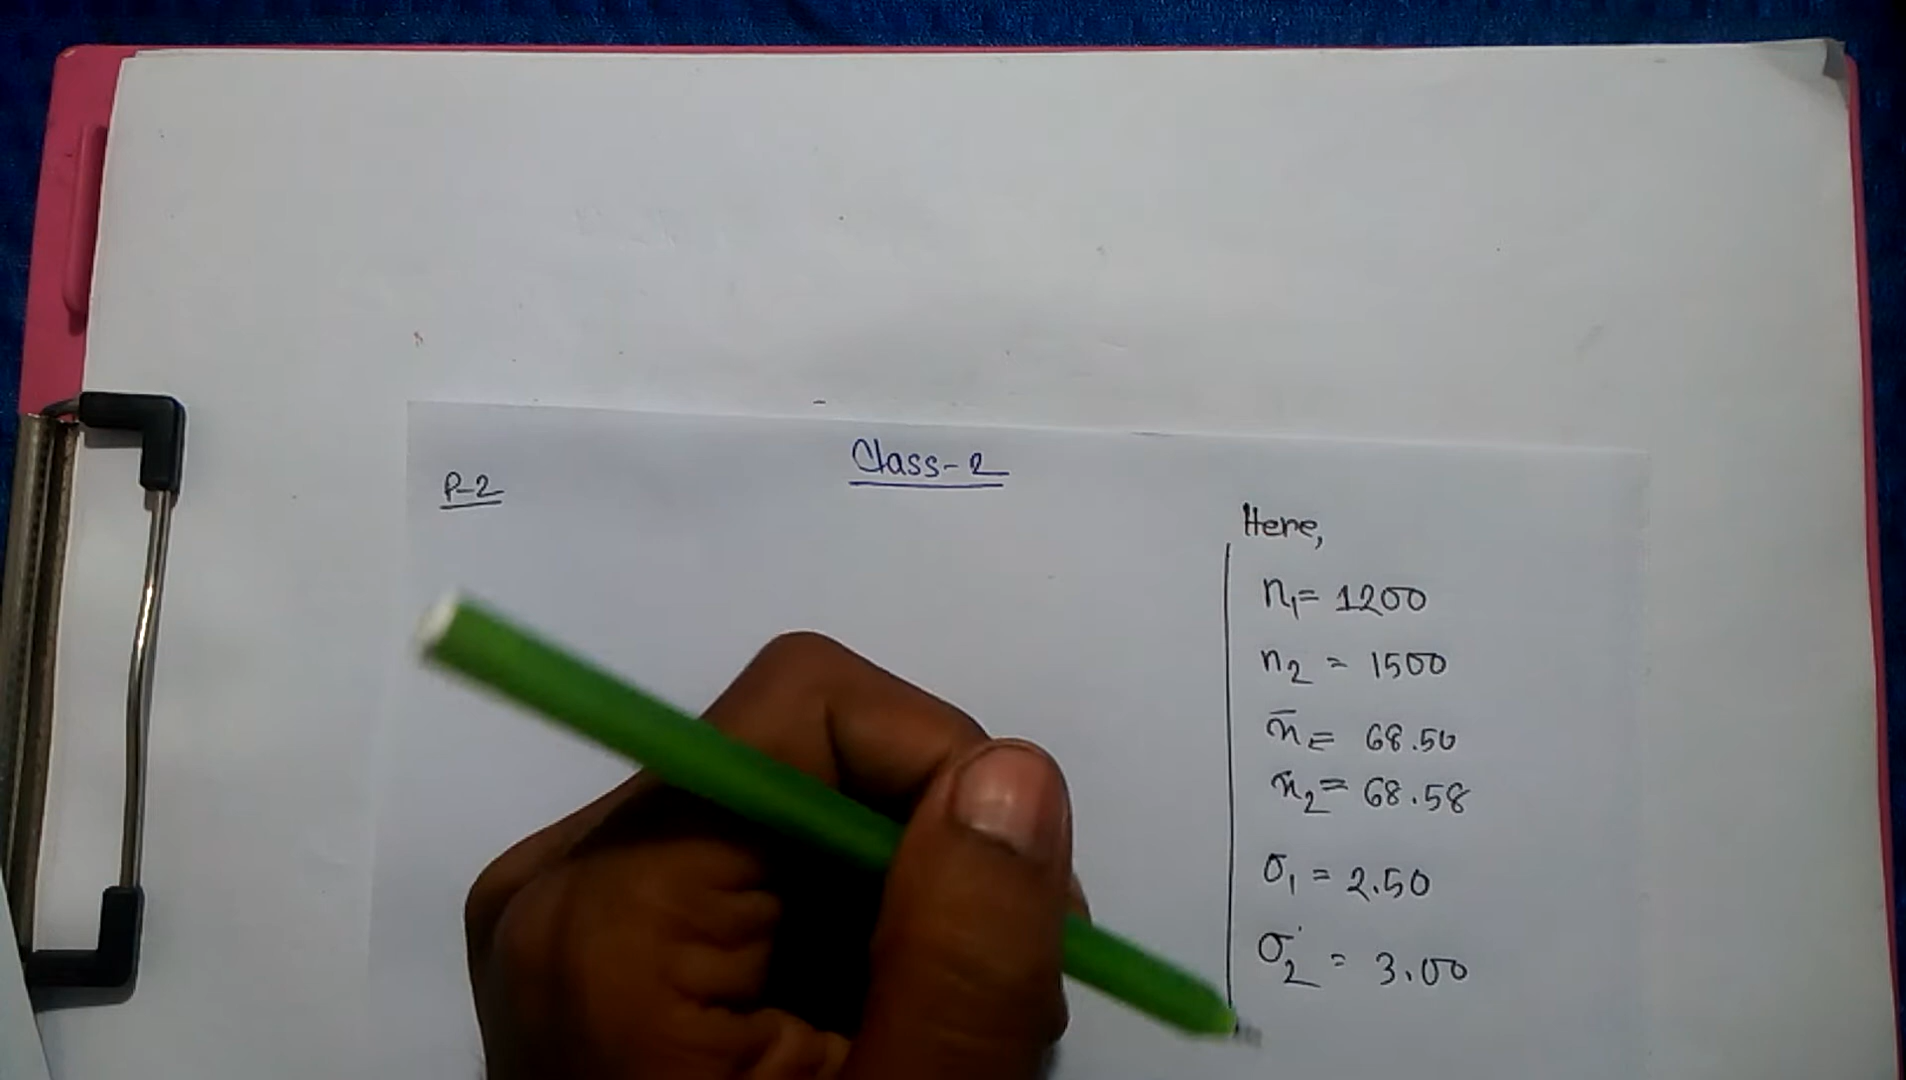 Class-2
P-2
Here,
n₁= 1200
n₂ = 1500
x̄₁= 68.50
x̄₂= 68.58
σ₁ = 2.50
σ₂ = 3.00